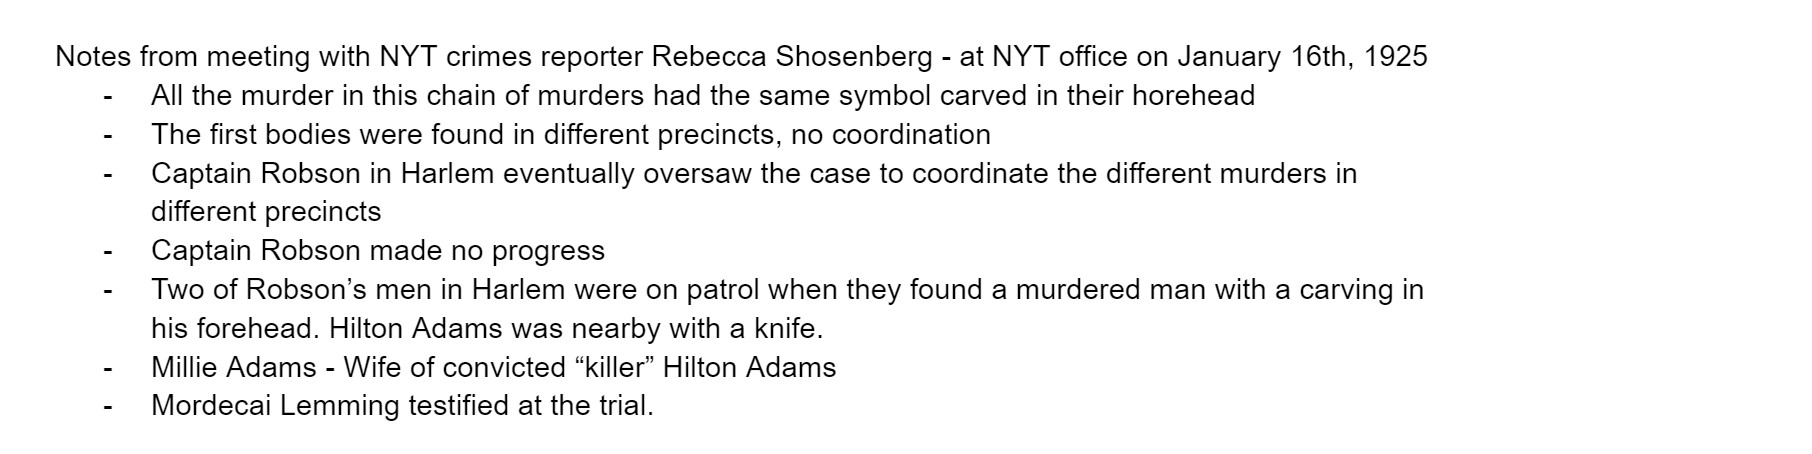 Notes from meeting with NYT crimes reporter Rebecca Shosenberg - at NYT office on January 16th, 1925
- All the murder in this chain of murders had the same symbol carved in their horehead
- The first bodies were found in different precincts, no coordination
- Captain Robson in Harlem eventually oversaw the case to coordinate the different murders in
different precincts
- Captain Robson made no progress
- Two of Robson’s men in Harlem were on patrol when they found a murdered man with a carving in
his forehead. Hilton Adams was nearby with a knife.
- Millie Adams - Wife of convicted “killer” Hilton Adams
- Mordecai Lemming testified at the trial.